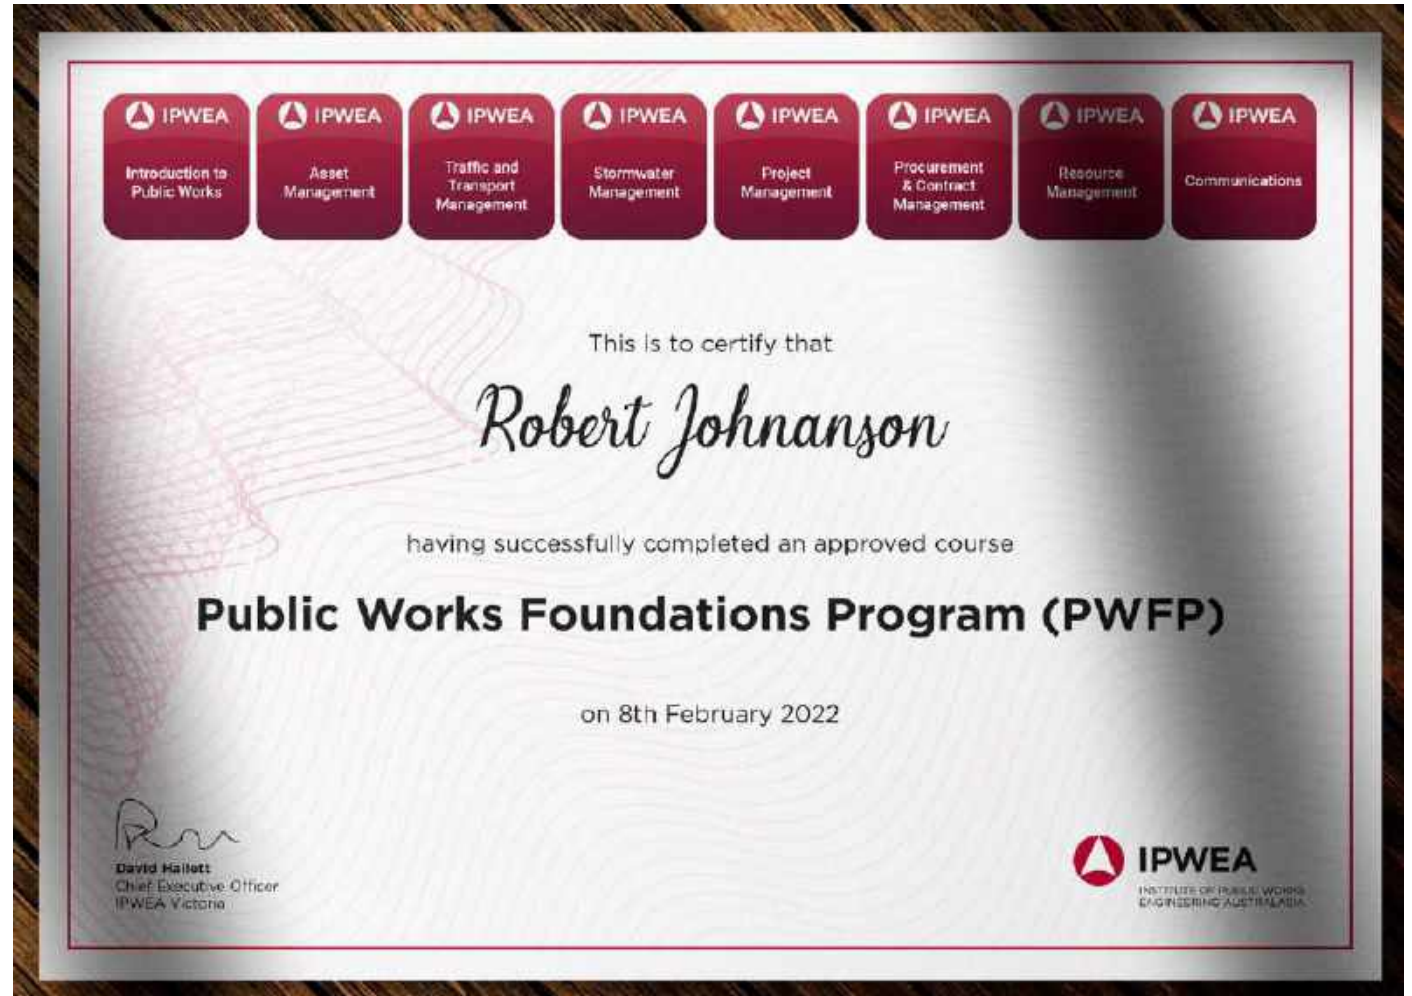 IPWEA
Introduction to
Public Works
IPWEA
Asset
Management
IPWEA
Traffic and
Transport
Management
IPWEA
Stormwater
Management
IPWEA
Project
Management
IPWEA
Procurement
& Contract
Management
IPWEA
Resource
Management
IPWEA
Communications
This is to certify that
Robert Johnanson
having successfully completed an approved course
Public Works Foundations Program (PWFP)
on 8th February 2022
David Hallett
Chief Executive Officer
IPWEA Victoria
IPWEA
INSTITUTE OF PUBLIC WORKS
ENGINEERING AUSTRALASIA